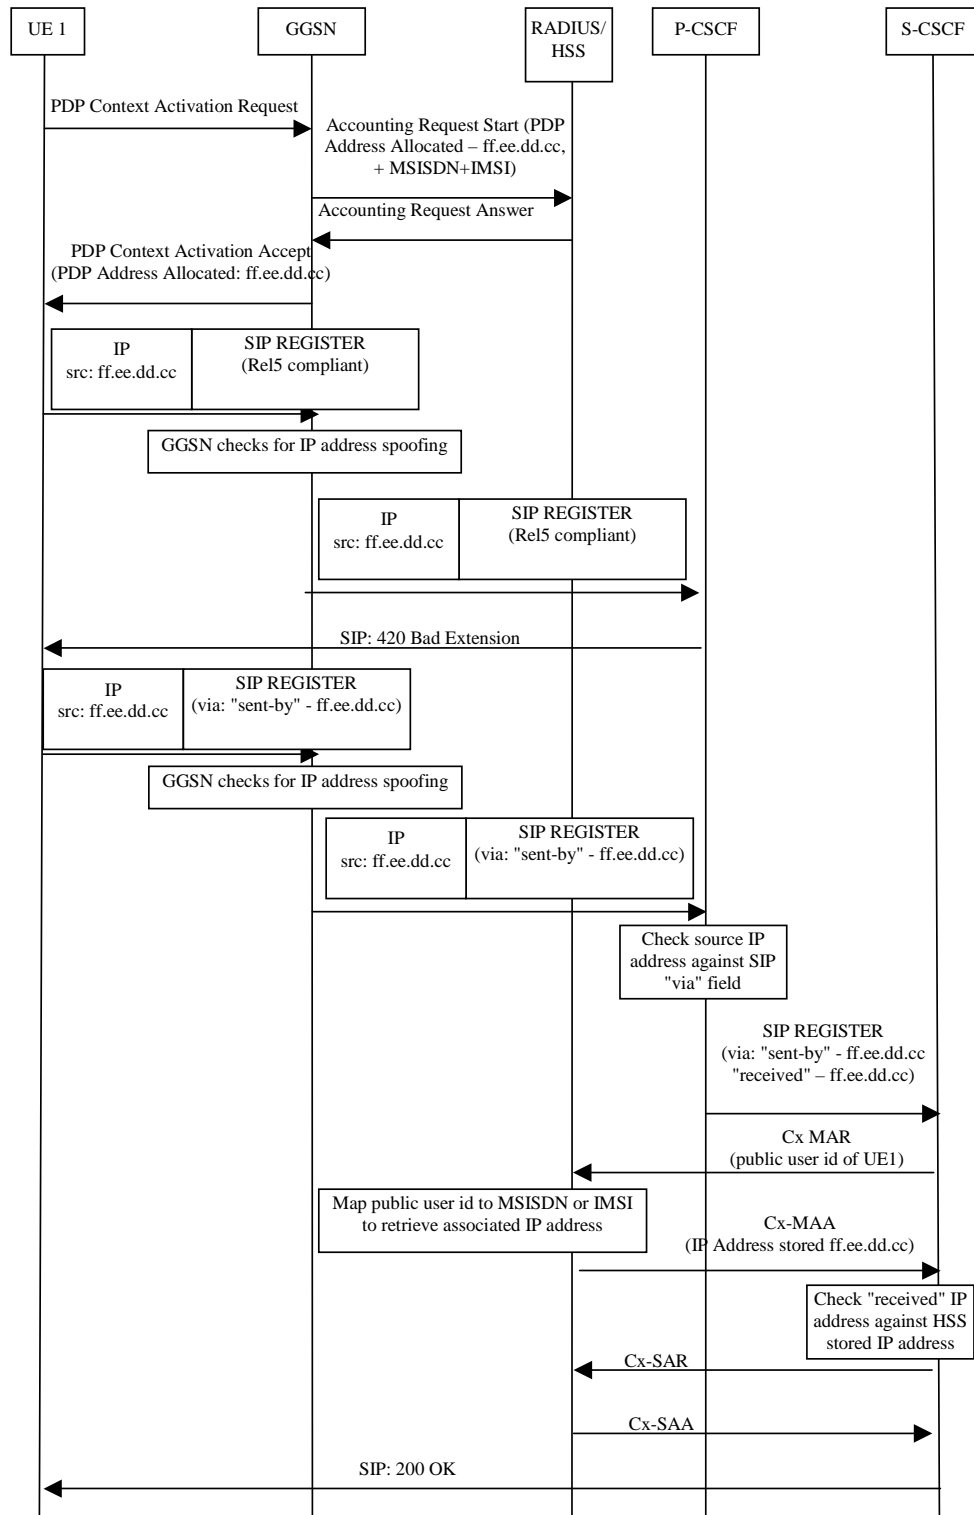 UE 1
GGSN
RADIUS/
HSS
P-CSCF
S-CSCF
PDP Context Activation Request
Accounting Request Start (PDP
Address Allocated – ff.ee.dd.cc,
+ MSISDN+IMSI)
Accounting Request Answer
PDP Context Activation Accept
(PDP Address Allocated: ff.ee.dd.cc)
IP
src: ff.ee.dd.cc
SIP REGISTER
(Rel5 compliant)
GGSN checks for IP address spoofing
IP
src: ff.ee.dd.cc
SIP REGISTER
(Rel5 compliant)
SIP: 420 Bad Extension
IP
src: ff.ee.dd.cc
SIP REGISTER
(via: "sent-by" - ff.ee.dd.cc)
GGSN checks for IP address spoofing
IP
src: ff.ee.dd.cc
SIP REGISTER
(via: "sent-by" - ff.ee.dd.cc)
Check source IP
address against SIP
"via" field
SIP REGISTER
(via: "sent-by" - ff.ee.dd.cc
"received" – ff.ee.dd.cc)
Cx MAR
(public user id of UE1)
Map public user id to MSISDN or IMSI
to retrieve associated IP address
Cx-MAA
(IP Address stored ff.ee.dd.cc)
Check "received" IP
address against HSS
stored IP address
Cx-SAR
Cx-SAA
SIP: 200 OK